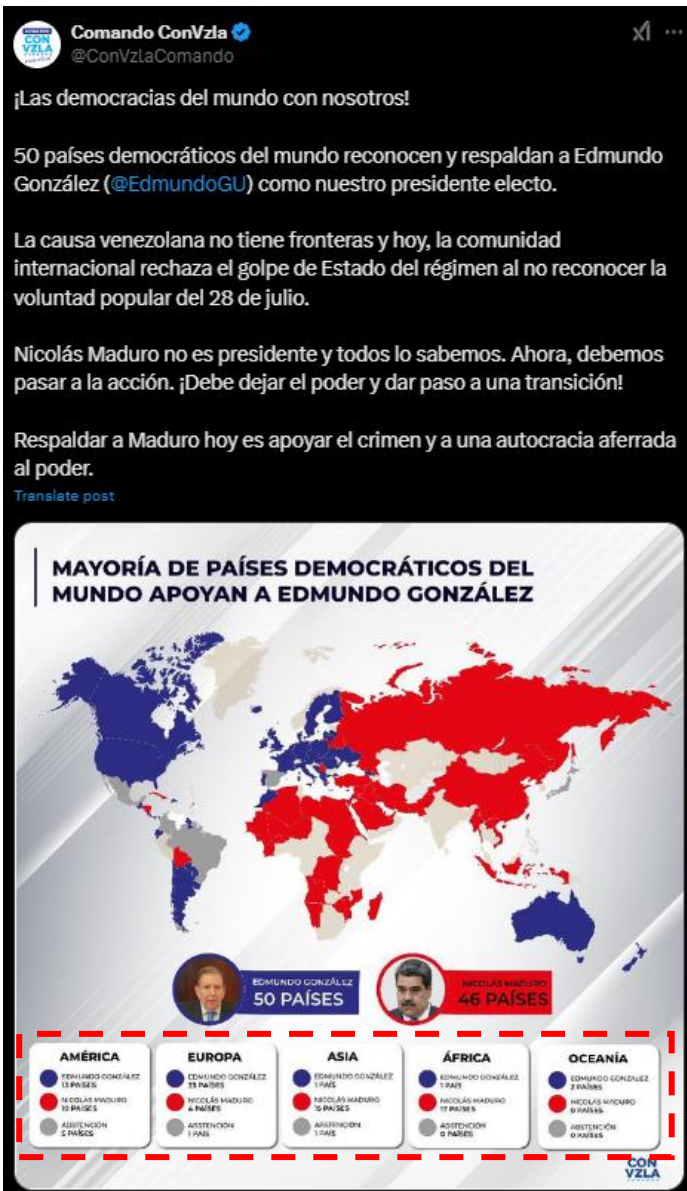 Comando ConVzla
@ConVzlaComando
¡Las democracias del mundo con nosotros!
50 países democráticos del mundo reconocen y respaldan a Edmundo
González (@EdmundoGU) como nuestro presidente electo.
La causa venezolana no tiene fronteras y hoy, la comunidad
internacional rechaza el golpe de Estado del régimen al no reconocer la
voluntad popular del 28 de julio.
Nicolás Maduro no es presidente y todos lo sabemos. Ahora, debemos
pasar a la acción. ¡Debe dejar el poder y dar paso a una transición!
Respaldar a Maduro hoy es apoyar el crimen y a una autocracia aferrada
al poder.
Translate post
MAYORÍA DE PAÍSES DEMOCRÁTICOS DEL
MUNDO APOYAN A EDMUNDO GONZÁLEZ
EDMUNDO GONZÁLEZ
50 PAÍSES
NICOLÁS MADURO
46 PAÍSES
AMÉRICA
EDMUNDO GONZÁLEZ
13 PAÍSES
NICOLÁS MADURO
10 PAÍSES
ABSTENCIÓN
5 PAÍSES
EUROPA
EDMUNDO GONZÁLEZ
33 PAÍSES
NICOLÁS MADURO
4 PAÍSES
ABSTENCIÓN
1 PAÍS
ASIA
EDMUNDO GONZÁLEZ
1 PAÍS
NICOLÁS MADURO
15 PAÍSES
ABSTENCIÓN
1 PAÍS
ÁFRICA
EDMUNDO GONZÁLEZ
1 PAÍS
NICOLÁS MADURO
17 PAÍSES
ABSTENCIÓN
0 PAÍSES
OCEANÍA
EDMUNDO GONZÁLEZ
2 PAÍSES
NICOLÁS MADURO
0 PAÍSES
ABSTENCIÓN
0 PAÍSES
CON
VZLA